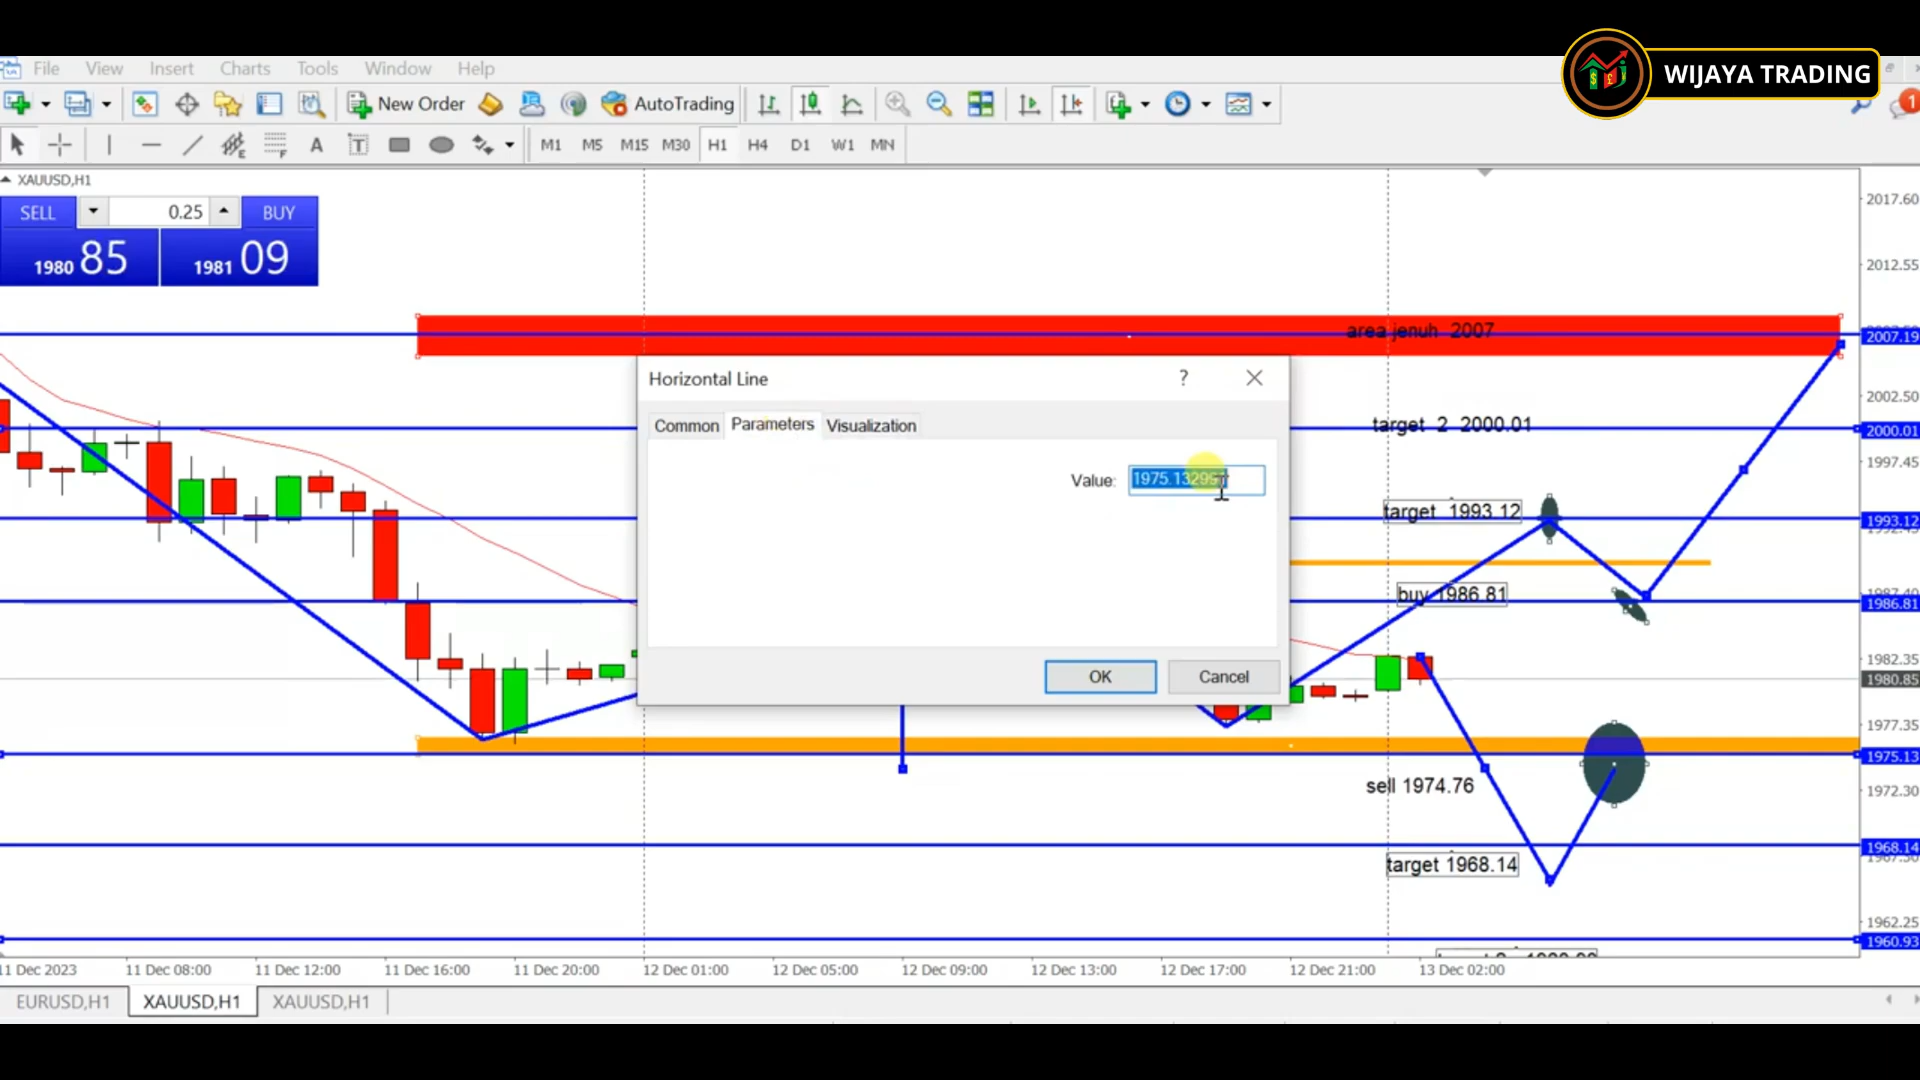 WIJAYA TRADING
File View Insert Charts Tools Window Help
New Order AutoTrading
1
M1 M5 M15 M30 H1 H4 D1 W1 MN
XAUUSD,H1
SELL 0.25 BUY
1980 85 1981 09
2017.60
2012.55
area jenuh 2007
2007.19
2002.50
target 2 2000.01
2000.01
1997.45
target 1993 12
1993.12
buy 1986 81
1986.81
1982.35
1980.85
1977.35
1975.13
sell 1974.76
1972.30
1968.14
target 1968.14
1962.25
1960.93
Horizontal Line ?
Common Parameters Visualization
Value:
OK Cancel
11 Dec 2023 11 Dec 08:00 11 Dec 12:00 11 Dec 16:00 11 Dec 20:00 12 Dec 01:00 12 Dec 05:00 12 Dec 09:00 12 Dec 13:00 12 Dec 17:00 12 Dec 21:00 13 Dec 02:00
EURUSD,H1 XAUUSD,H1 XAUUSD,H1